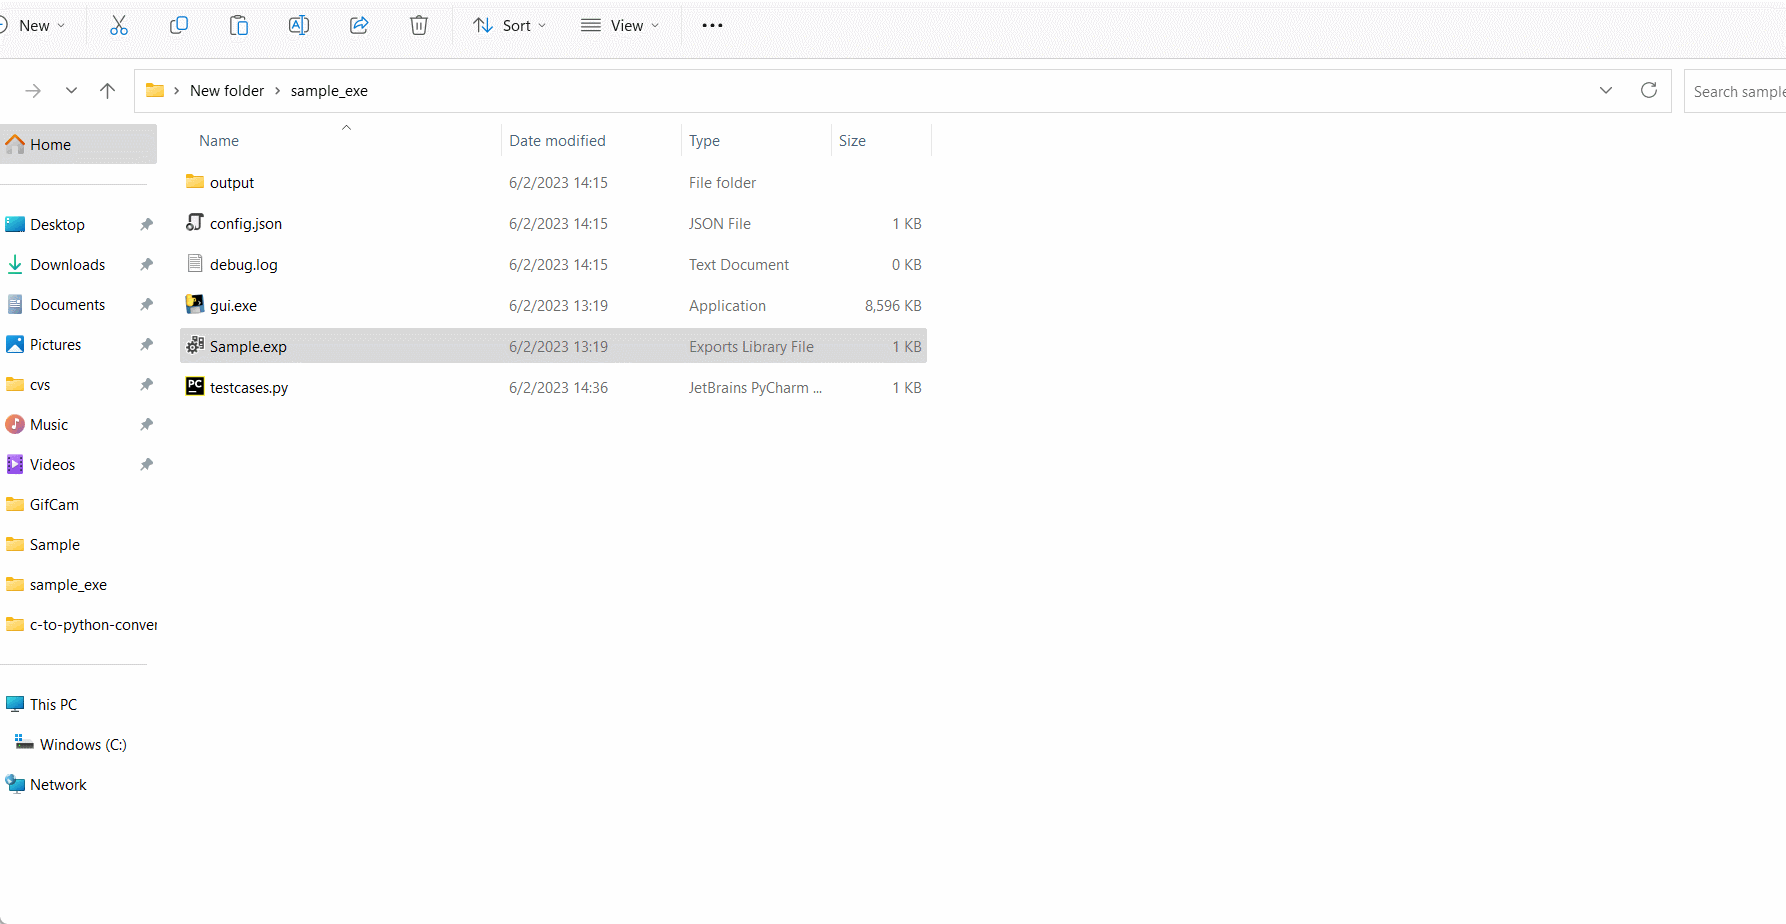 New Sort View
New folder > sample_exe
Search sample
Name Date modified Type Size
output 6/2/2023 14:15 File folder
config.json 6/2/2023 14:15 JSON File 1 KB
debug.log 6/2/2023 14:15 Text Document 0 KB
gui.exe 6/2/2023 13:19 Application 8,596 KB
Sample.exp 6/2/2023 13:19 Exports Library File 1 KB
PC testcases.py 6/2/2023 14:36 JetBrains PyCharm ... 1 KB
Home
Desktop
Downloads
Documents
Pictures
cvs
Music
Videos
GifCam
Sample
sample_exe
c-to-python-conver
This PC
Windows (C:)
Network